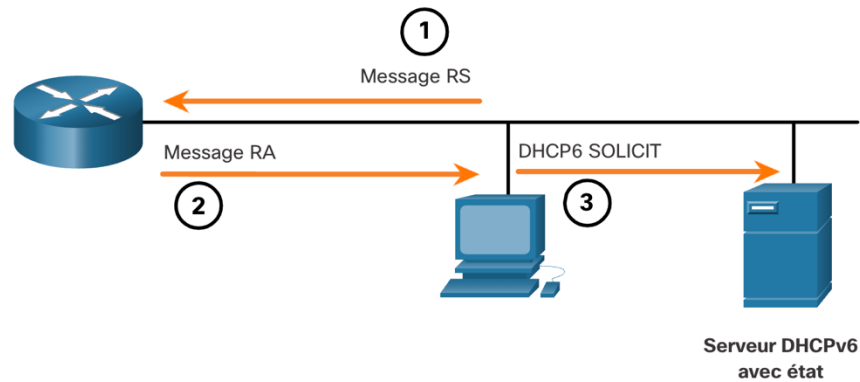 1
Message RS
Message RA
DHCP6 SOLICIT
2
3
Serveur DHCPv6
avec état